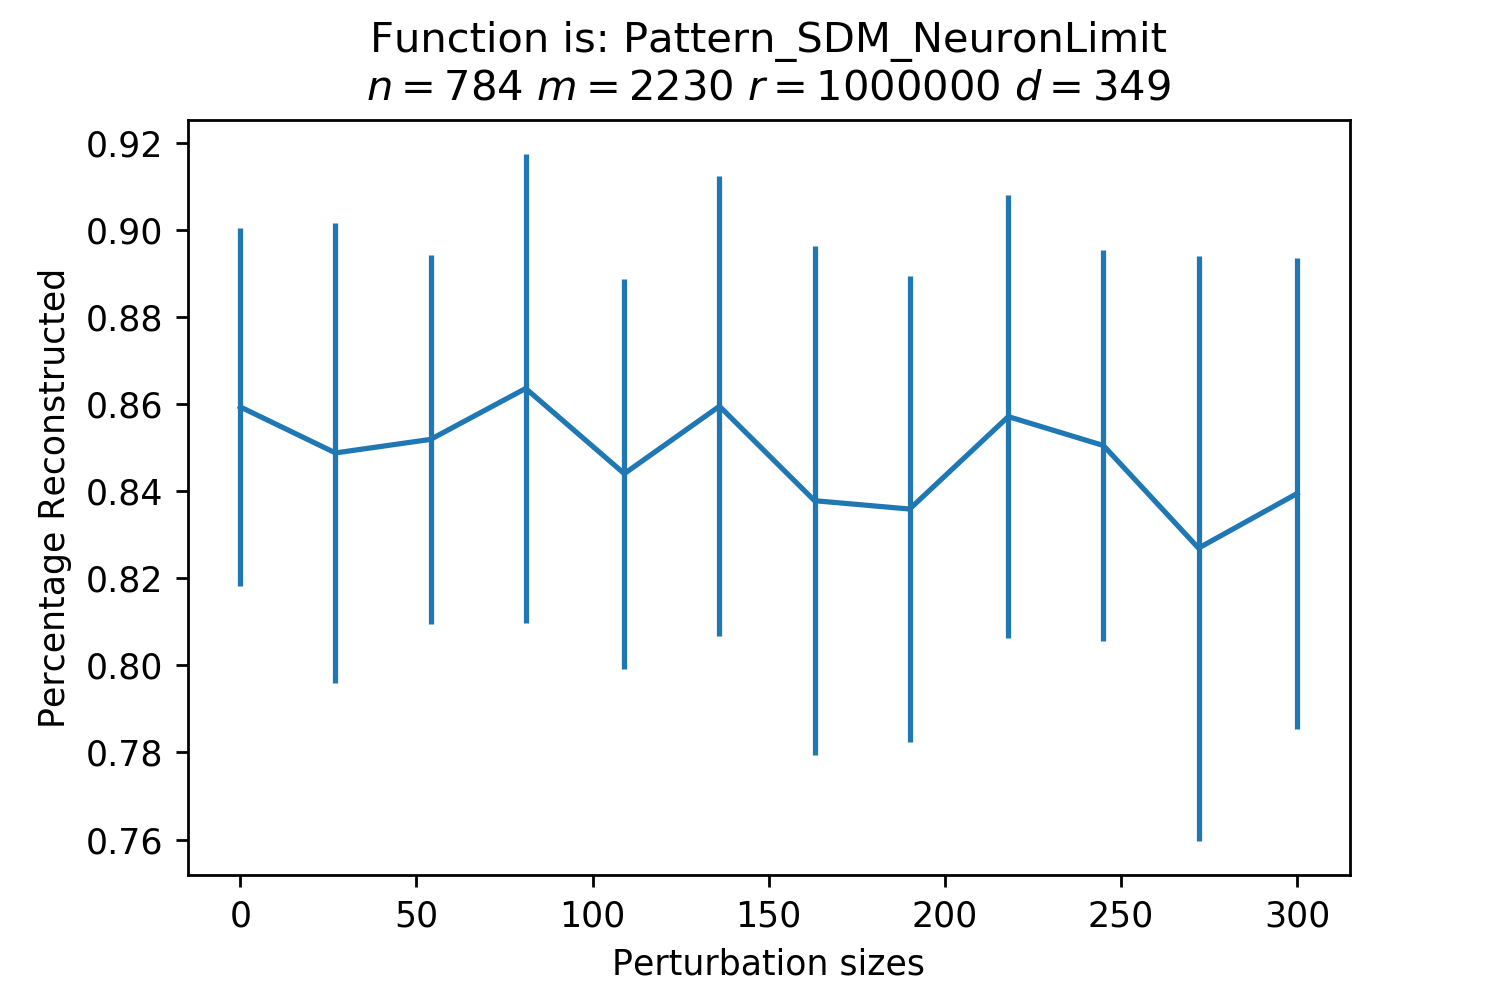 Function is: Pattern_SDM_NeuronLimit
n = 784 m = 2230 r = 1000000 d = 349
Percentage Reconstructed
0.92
0.90
0.88
0.86
0.84
0.82
0.80
0.78
0.76
0 50 100 150 200 250 300
Perturbation sizes